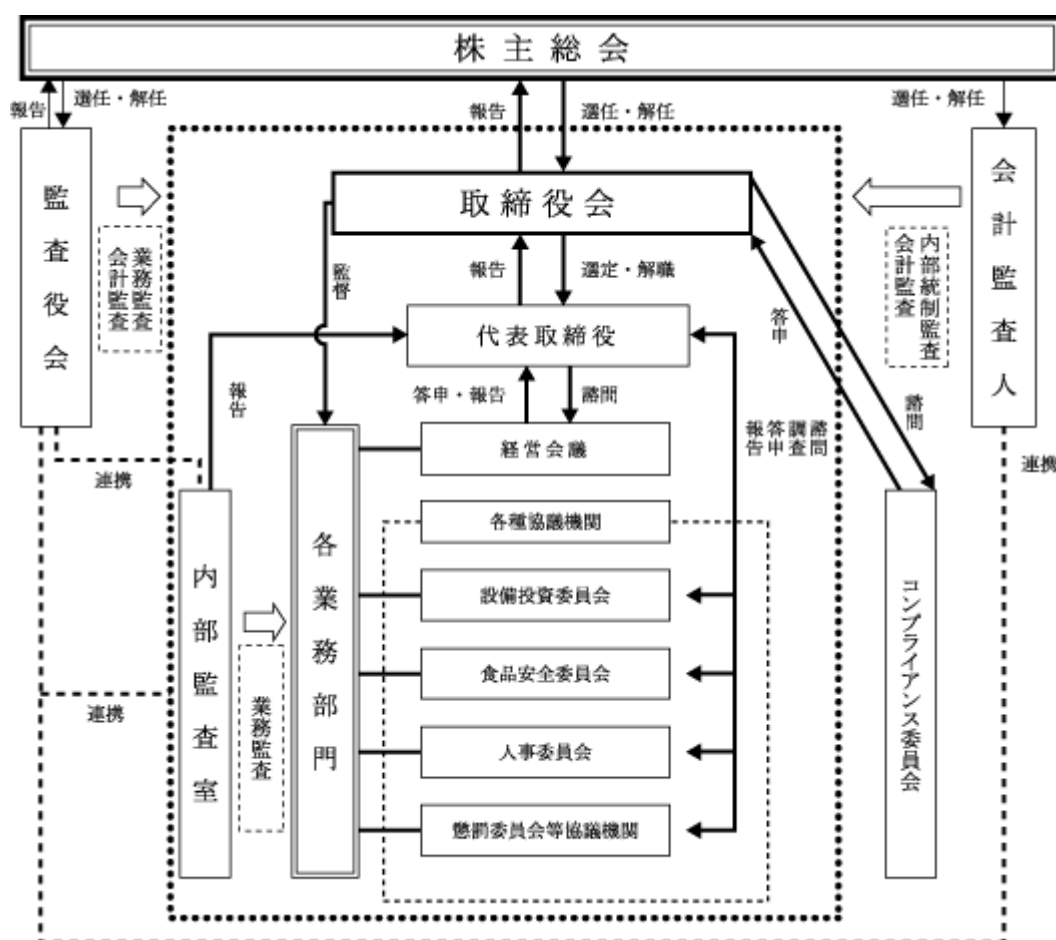 株主総会
報告
選任・解任
報告
選任・解任
選任・解任
監査役会
業務監査
会計監査
取締役会
会計監査人
内部統制監査
会計監査
監督
報告
選定・解職
答申
諮問
代表取締役
報告
答申・報告
諮問
経営会議
諮問
調査
答申
報告
連携
連携
各種協議機関
内部監査室
各業務部門
設備投資委員会
コンプライアンス委員会
食品安全委員会
連携
業務監査
人事委員会
懲罰委員会等協議機関